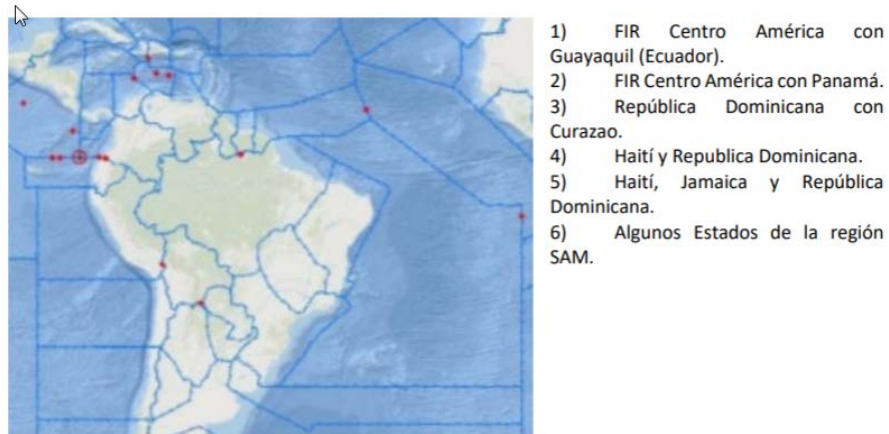 1) FIR Centro América con
Guayaquil (Ecuador).
2) FIR Centro América con Panamá.
3) República Dominicana con
Curazao.
4) Haití y Republica Dominicana.
5) Haití, Jamaica y República
Dominicana.
6) Algunos Estados de la región
SAM.